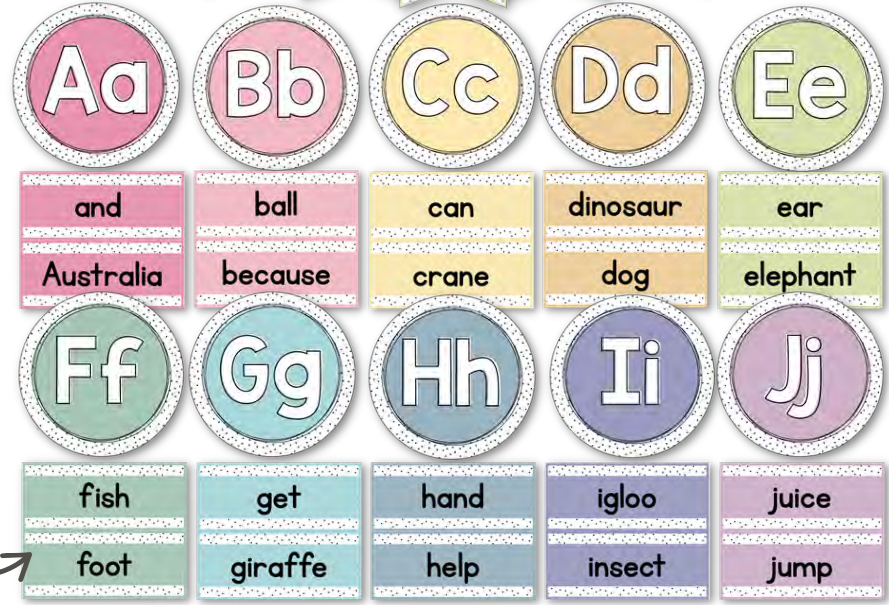 Aa Bb Cc Dd Ee
and ball can dinosaur ear
Australia because crane dog elephant
Ff Gg Hh Ii Jj
fish get hand igloo juice
foot giraffe help insect jump